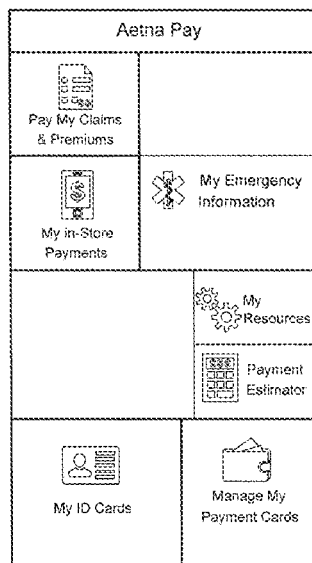 Aetna Pay
Pay My Claims
& Premiums
My In-Store
Payments
My Emergency
Information
My
Resources
Payment
Estimator
My ID Cards
Manage My
Payment Cards